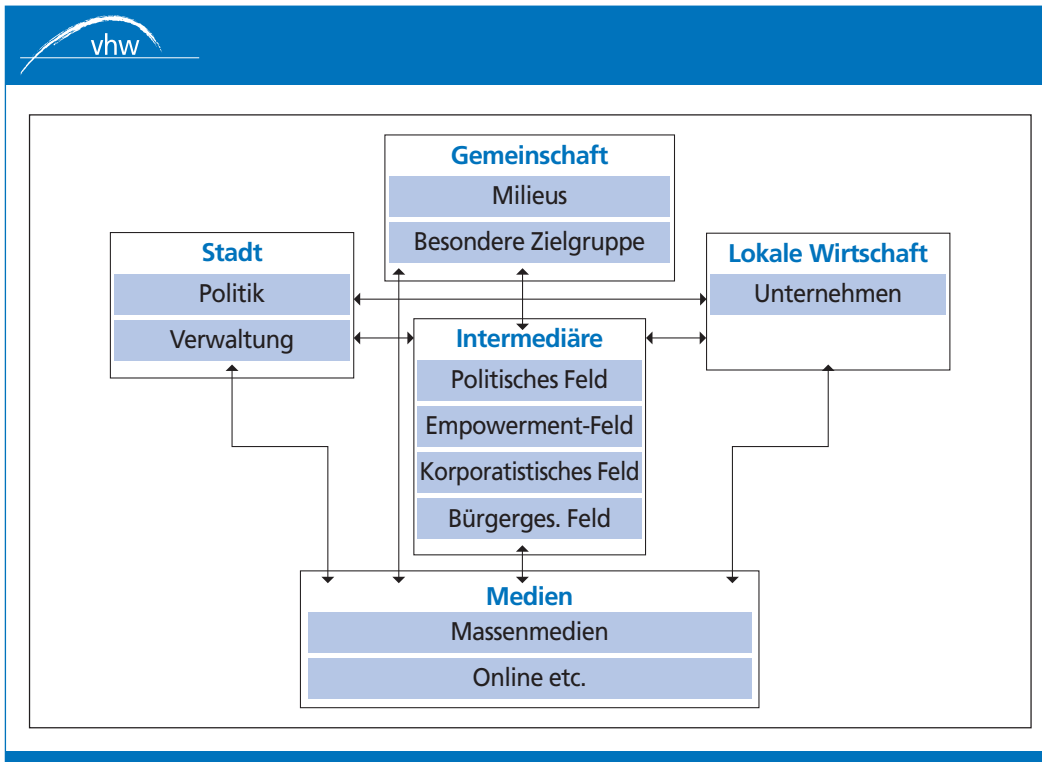 vhw
Gemeinschaft
Milieus
Besondere Zielgruppe
Stadt
Politik
Verwaltung
Lokale Wirtschaft
Unternehmen
Intermediäre
Politisches Feld
Empowerment-Feld
Korporatistisches Feld
Bürgerges. Feld
Medien
Massenmedien
Online etc.